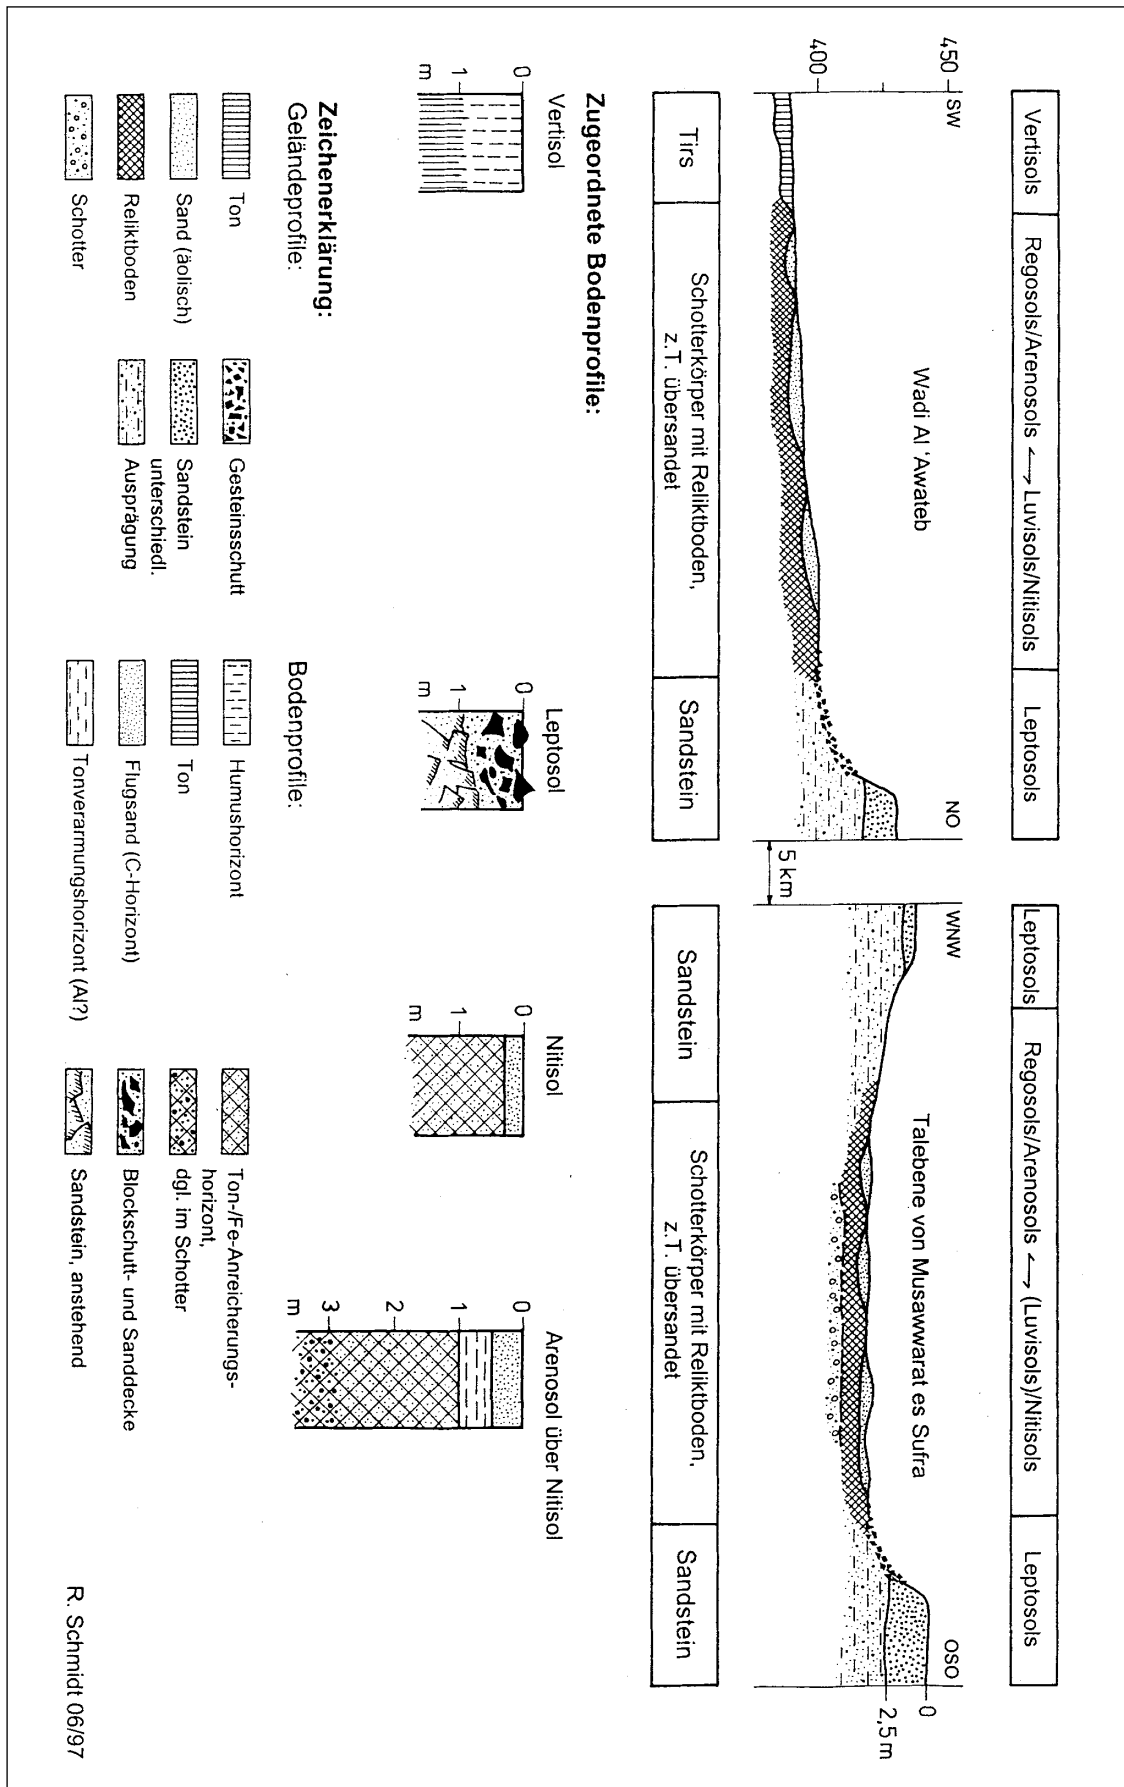 Vertisols
Regosols/Arenosols ⟷ Luvisols/Nitisols
Leptosols
Leptosols
Regosols/Arenosols ⟷ (Luvisols)/Nitisols
Leptosols
450
400
SW
Wadi Al 'Awateb
NO
5 km
WNW
Talebene von Musawwarat es Sufra
OSO
0
2,5 m
Tirs
Schotterkörper mit Reliktboden,
z.T. übersandet
Sandstein
Sandstein
Schotterkörper mit Reliktboden,
z.T. übersandet
Sandstein
Zugeordnete Bodenprofile:
Vertisol
0
1
m
Leptosol
0
1
m
Nitisol
0
1
m
Arenosol über Nitisol
0
1
2
3
m
Zeichenerklärung:
Geländeprofile:
Ton
Sand (äolisch)
Reliktboden
Schotter
Gesteinsschutt
Sandstein
unterschiedl.
Ausprägung
Bodenprofile:
Humushorizont
Ton
Flugsand (C-Horizont)
Tonverarmungshorizont (Al?)
Ton-/Fe-Anreicherungs-
horizont,
dgl. im Schotter
Blockschutt- und Sanddecke
Sandstein, anstehend
R. Schmidt 06/97